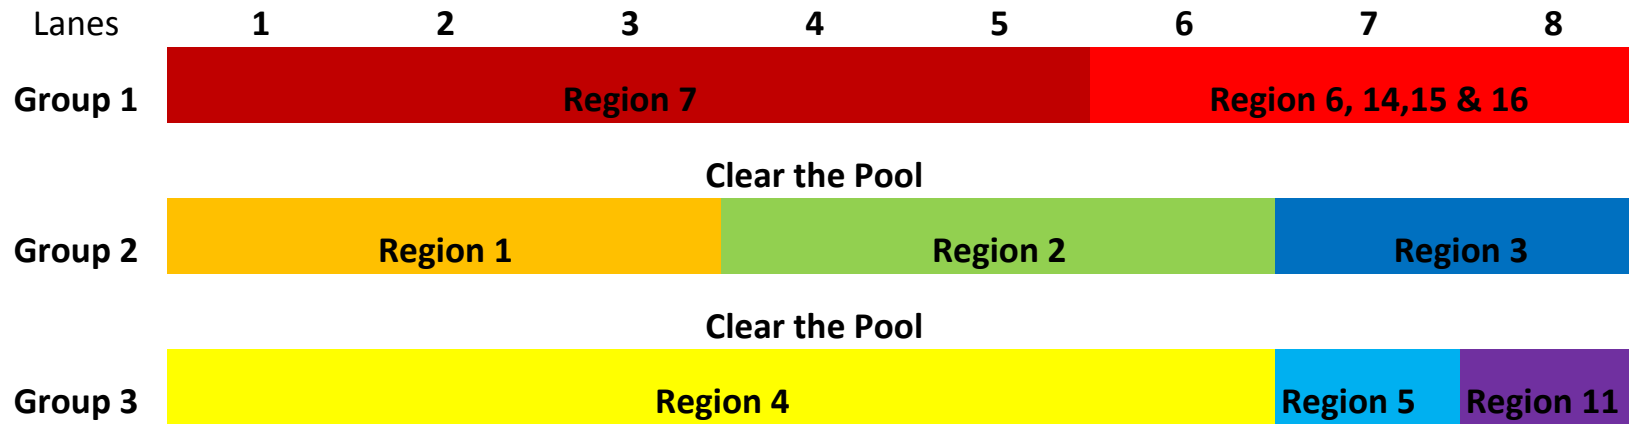 Lanes 1 2 3 4 5 6 7 8
Group 1 Region 7 Region 6, 14,15 & 16
Clear the Pool
Group 2 Region 1 Region 2 Region 3
Clear the Pool
Group 3 Region 4 Region 5 Region 11